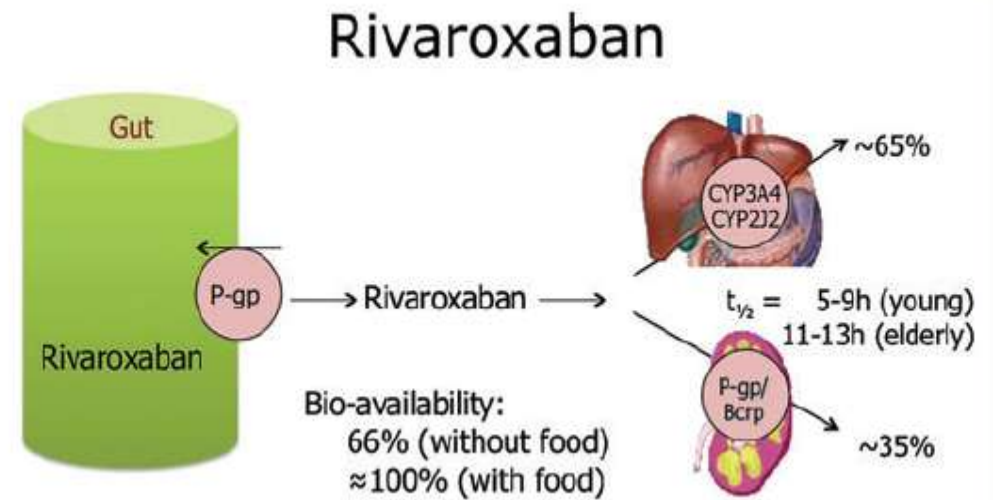 Rivaroxaban
Gut
P-gp
Rivaroxaban
Rivaroxaban
Bio-availability:
66% (without food)
≈100% (with food)
CYP3A4
CYP2J2
~65%
t½ = 5-9h (young)
11-13h (elderly)
P-gp/
Bcrp
~35%